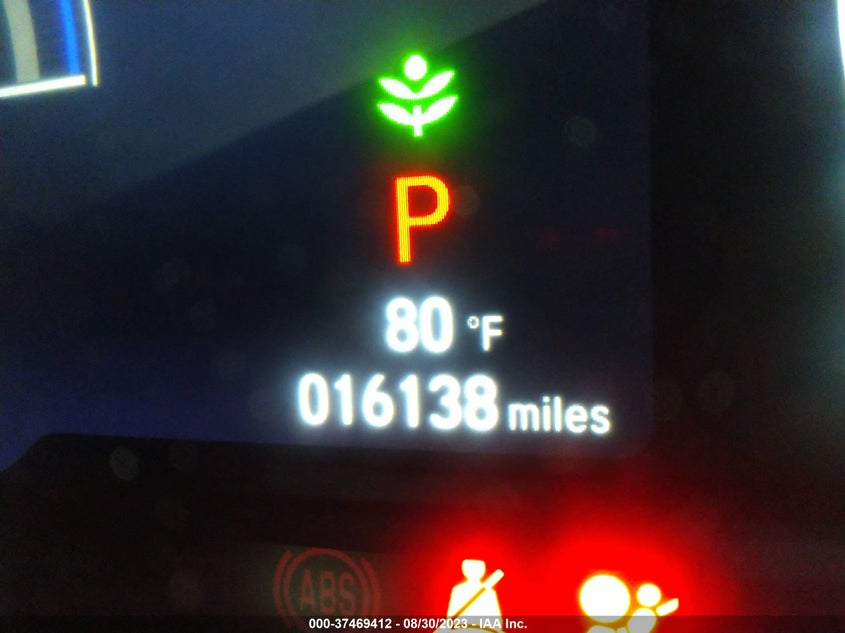 P
80 °F
016138 miles
ABS
000-37469412 - 08/30/2023 - IAA Inc.